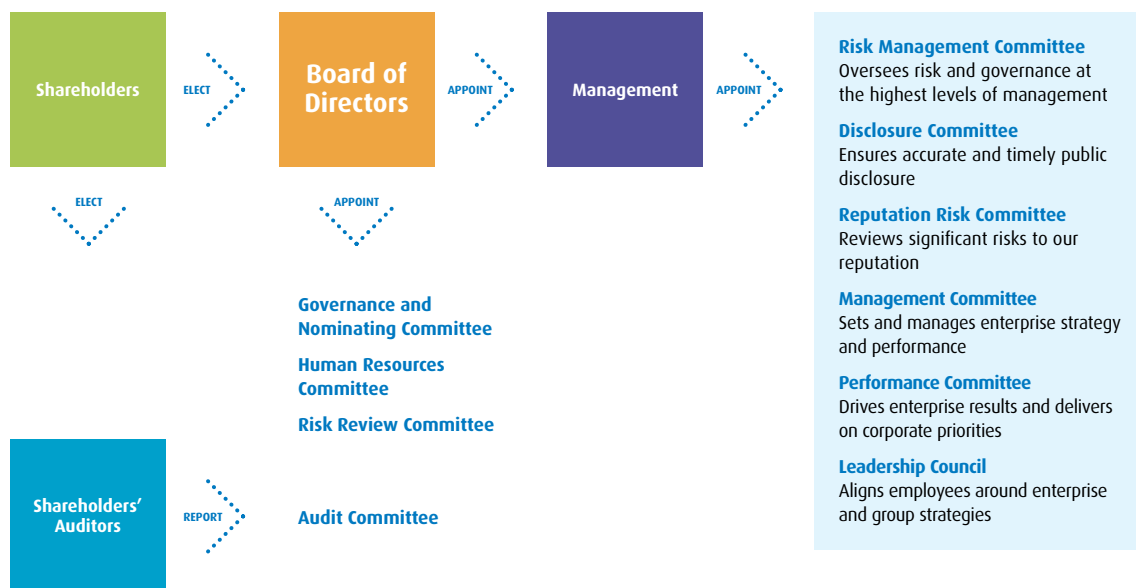 Shareholders
ELECT
Board of
Directors
APPOINT
Management
APPOINT
ELECT
APPOINT
Governance and
Nominating Committee
Human Resources
Committee
Risk Review Committee
Shareholders’
Auditors
REPORT
Audit Committee
Risk Management Committee
Oversees risk and governance at
the highest levels of management
Disclosure Committee
Ensures accurate and timely public
disclosure
Reputation Risk Committee
Reviews significant risks to our
reputation
Management Committee
Sets and manages enterprise strategy
and performance
Performance Committee
Drives enterprise results and delivers
on corporate priorities
Leadership Council
Aligns employees around enterprise
and group strategies